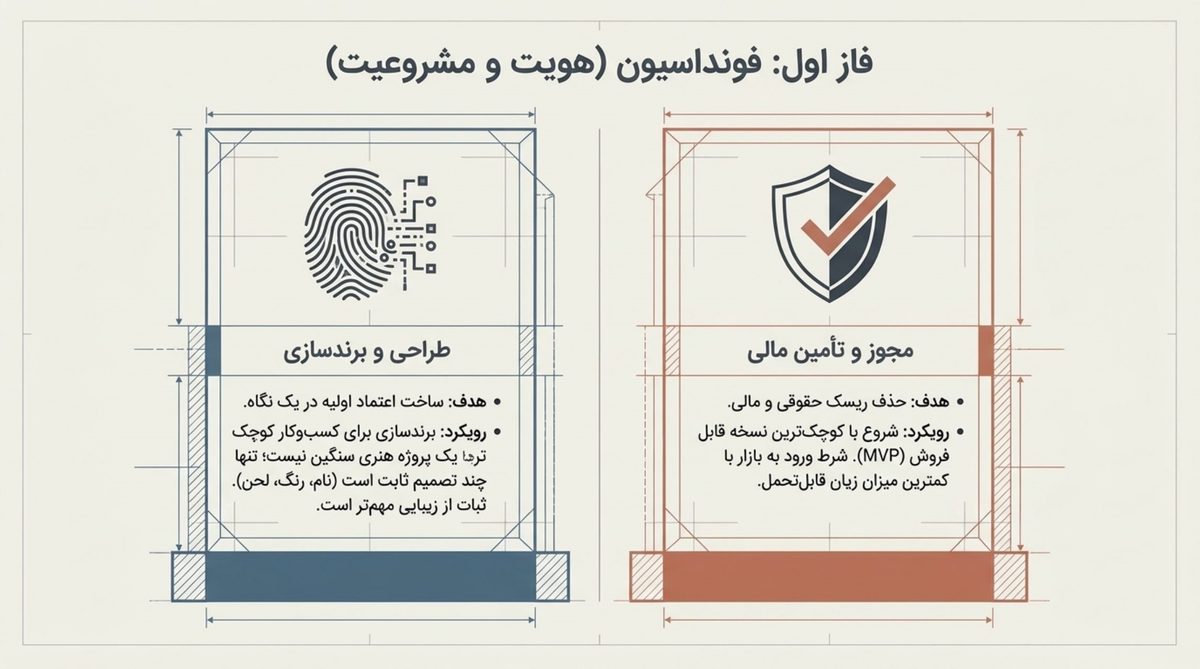 فاز اول: فونداسیون (هویت و مشروعیت)
مجوز و تأمین مالی
• هدف: حذف ریسک حقوقی و مالی.
• رویکرد: شروع با کوچک‌ترین نسخه قابل
فروش (MVP). شرط ورود به بازار با
کمترین میزان زیان قابل‌تحمل.
طراحی و برندسازی
• هدف: ساخت اعتماد اولیه در یک نگاه.
• رویکرد: برندسازی برای کسب‌وکار کوچک
یک پروژه هنری سنگین نیست؛ تنها
چند تصمیم ثابت است (نام، رنگ، لحن).
ثبات از زیبایی مهم‌تر است.